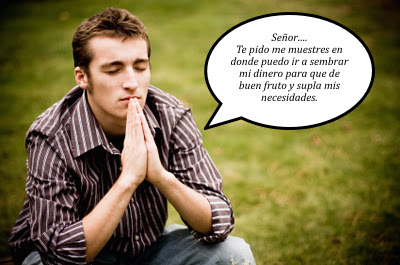 Señor....
Te pido me muestres en
donde puedo ir a sembrar
mi dinero para que de
buen fruto y supla mis
necesidades.